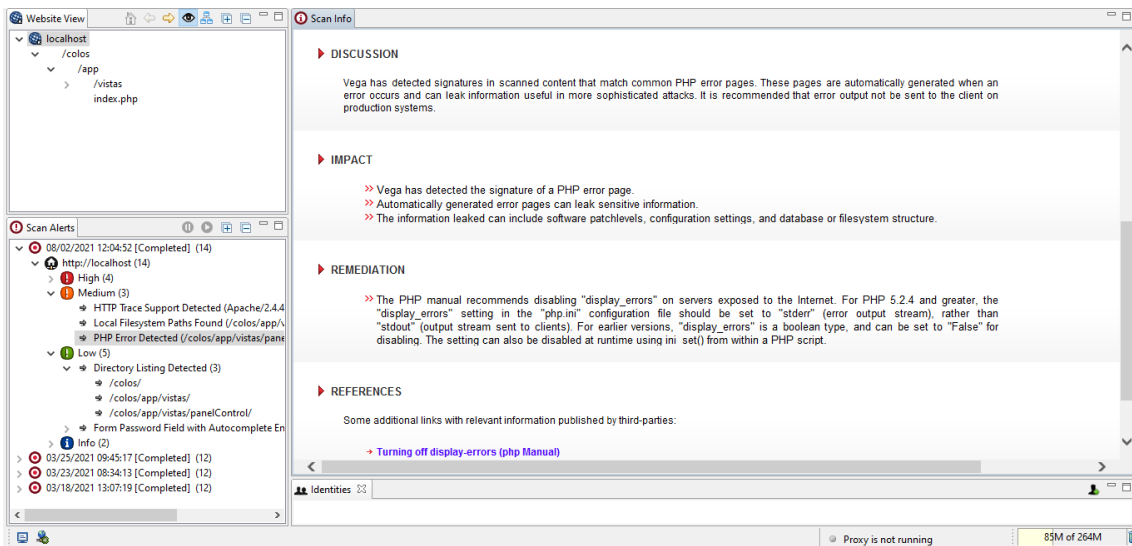 Website View
localhost
/colos
/app
/vistas
index.php
Scan Alerts
08/02/2021 12:04:52 [Completed] (14)
http://localhost (14)
High (4)
Medium (3)
HTTP Trace Support Detected (Apache/2.4.4
Local Filesystem Paths Found (/colos/app/v
PHP Error Detected (/colos/app/vistas/pane
Low (5)
Directory Listing Detected (3)
/colos/
/colos/app/vistas/
/colos/app/vistas/panelControl/
Form Password Field with Autocomplete En
Info (2)
03/25/2021 09:45:17 [Completed] (12)
03/23/2021 08:34:13 [Completed] (12)
03/18/2021 13:07:19 [Completed] (12)
Scan Info
DISCUSSION
Vega has detected signatures in scanned content that match common PHP error pages. These pages are automatically generated when an
error occurs and can leak information useful in more sophisticated attacks. It is recommended that error output not be sent to the client on
production systems.
IMPACT
Vega has detected the signature of a PHP error page.
Automatically generated error pages can leak sensitive information.
The information leaked can include software patchlevels, configuration settings, and database or filesystem structure.
REMEDIATION
The PHP manual recommends disabling "display_errors" on servers exposed to the Internet. For PHP 5.2.4 and greater, the
"display_errors" setting in the "php.ini" configuration file should be set to "stderr" (error output stream), rather than
"stdout" (output stream sent to clients). For earlier versions, "display_errors" is a boolean type, and can be set to "False" for
disabling. The setting can also be disabled at runtime using ini_set() from within a PHP script.
REFERENCES
Some additional links with relevant information published by third-parties:
Turning off display-errors (php Manual)
Identities
Proxy is not running
85M of 264M